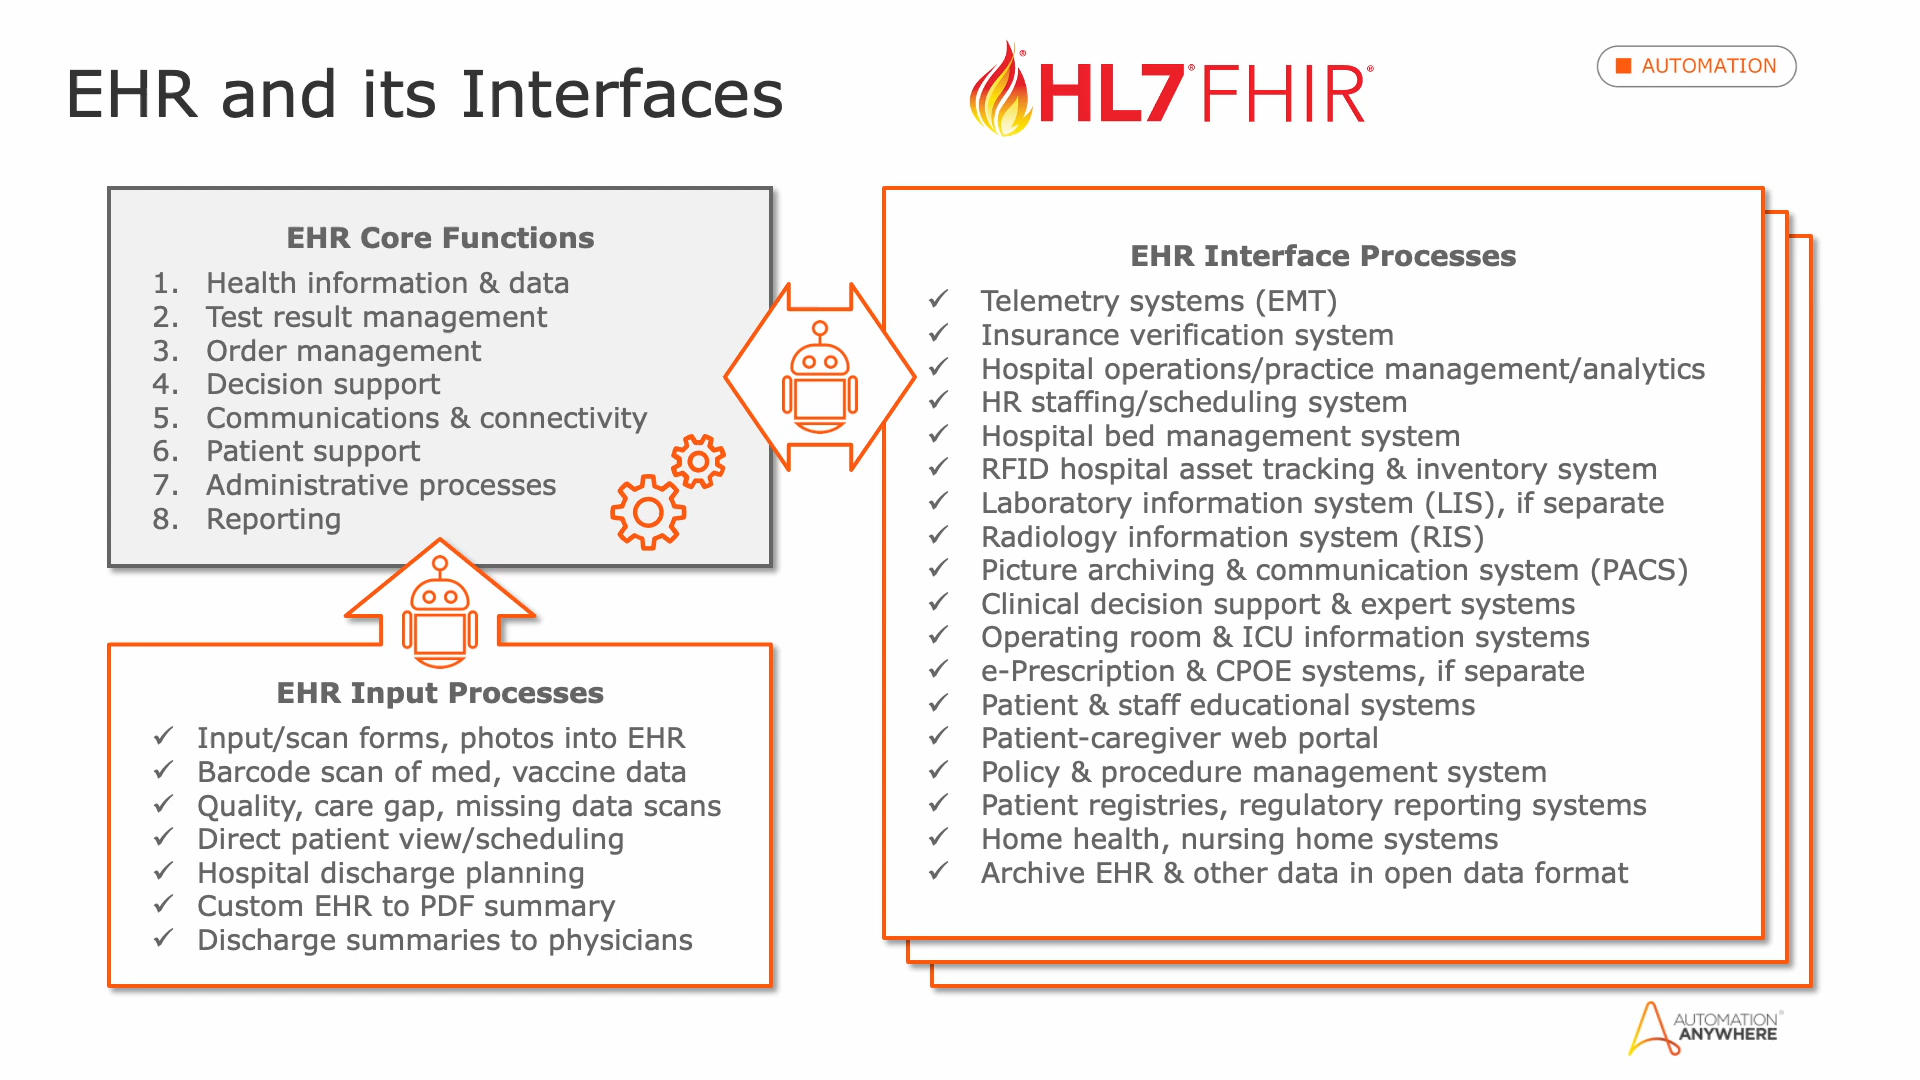 EHR and its Interfaces
HL7® FHIR®
AUTOMATION
EHR Core Functions
1. Health information & data
2. Test result management
3. Order management
4. Decision support
5. Communications & connectivity
6. Patient support
7. Administrative processes
8. Reporting
EHR Input Processes
✓ Input/scan forms, photos into EHR
✓ Barcode scan of med, vaccine data
✓ Quality, care gap, missing data scans
✓ Direct patient view/scheduling
✓ Hospital discharge planning
✓ Custom EHR to PDF summary
✓ Discharge summaries to physicians
EHR Interface Processes
✓ Telemetry systems (EMT)
✓ Insurance verification system
✓ Hospital operations/practice management/analytics
✓ HR staffing/scheduling system
✓ Hospital bed management system
✓ RFID hospital asset tracking & inventory system
✓ Laboratory information system (LIS), if separate
✓ Radiology information system (RIS)
✓ Picture archiving & communication system (PACS)
✓ Clinical decision support & expert systems
✓ Operating room & ICU information systems
✓ e-Prescription & CPOE systems, if separate
✓ Patient & staff educational systems
✓ Patient-caregiver web portal
✓ Policy & procedure management system
✓ Patient registries, regulatory reporting systems
✓ Home health, nursing home systems
✓ Archive EHR & other data in open data format
AUTOMATION®
ANYWHERE